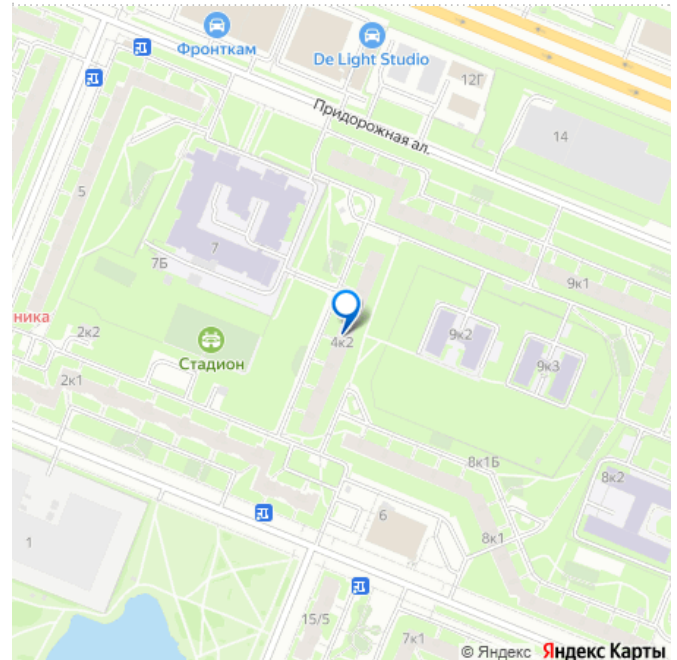 Фронткам
De Light Studio
12Г
Придорожная ал.
14
5
7
7Б
9к1
ника
2к2
4к2
9к2
Стадион
9к3
2к1
8к1Б
8к2
6
1
8к1
15/5
7к1
© Яндекс Яндекс Карты